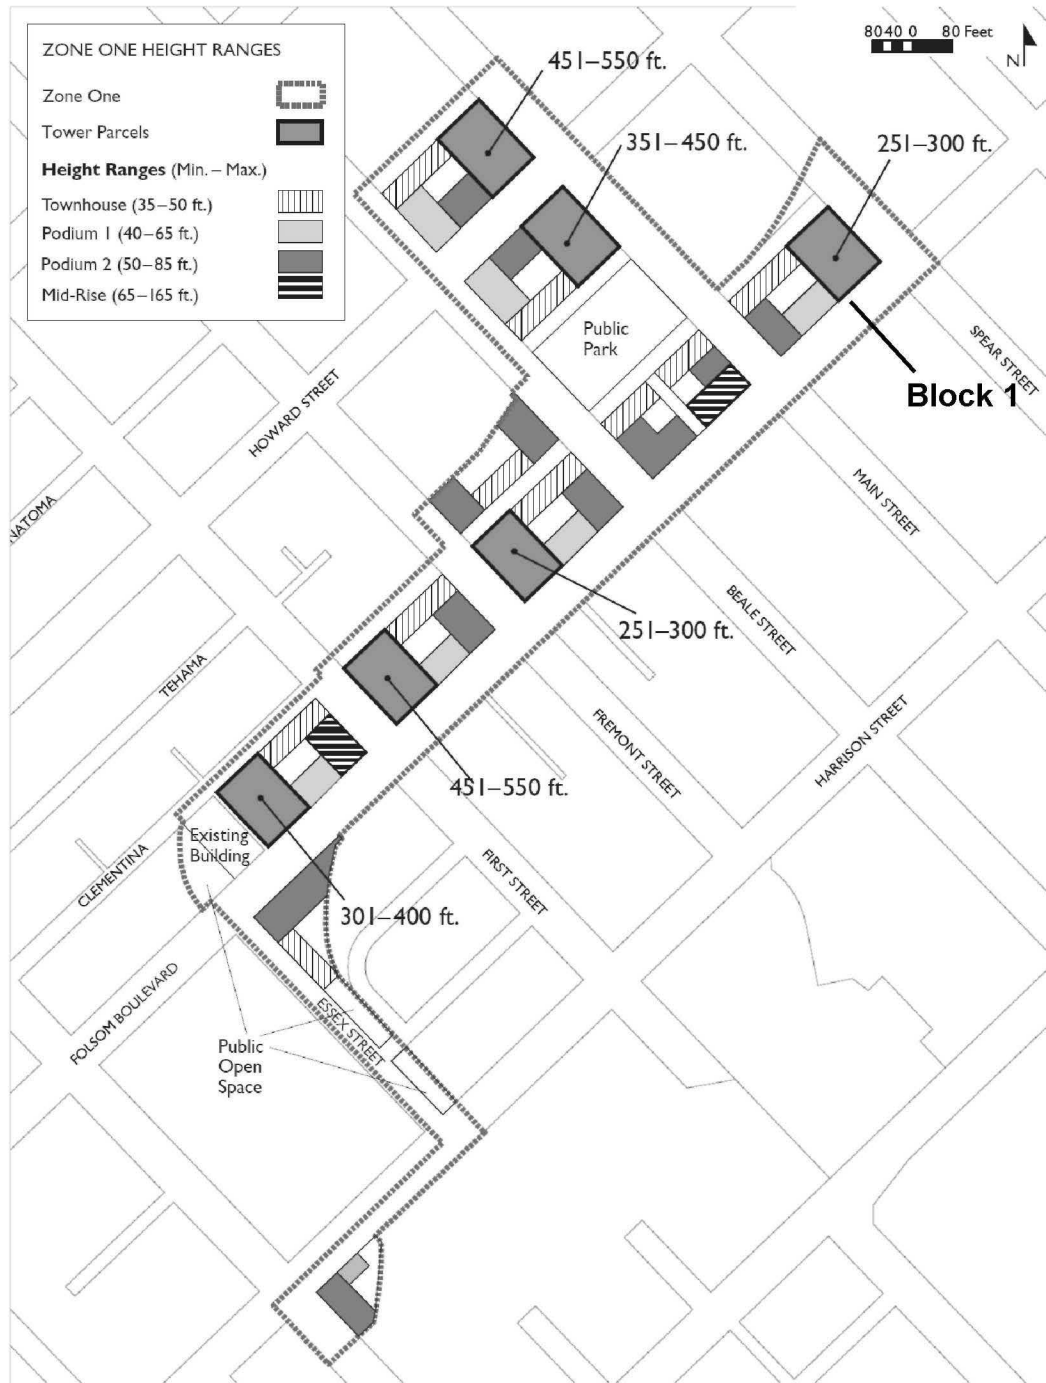 ZONE ONE HEIGHT RANGES
Zone One
Tower Parcels
Height Ranges (Min. – Max.)
Townhouse (35–50 ft.)
Podium 1 (40–65 ft.)
Podium 2 (50–85 ft.)
Mid-Rise (65–165 ft.)
8040 0 80 Feet
N
451–550 ft.
351–450 ft.
251–300 ft.
Public
Park
Block 1
SPEAR STREET
HOWARD STREET
MAIN STREET
NATOMA
BEALE STREET
251–300 ft.
TEHAMA
FREMONT STREET
HARRISON STREET
451–550 ft.
Existing
Building
CLEMENTINA
FIRST STREET
301–400 ft.
FOLSOM BOULEVARD
ESSEX STREET
Public
Open
Space